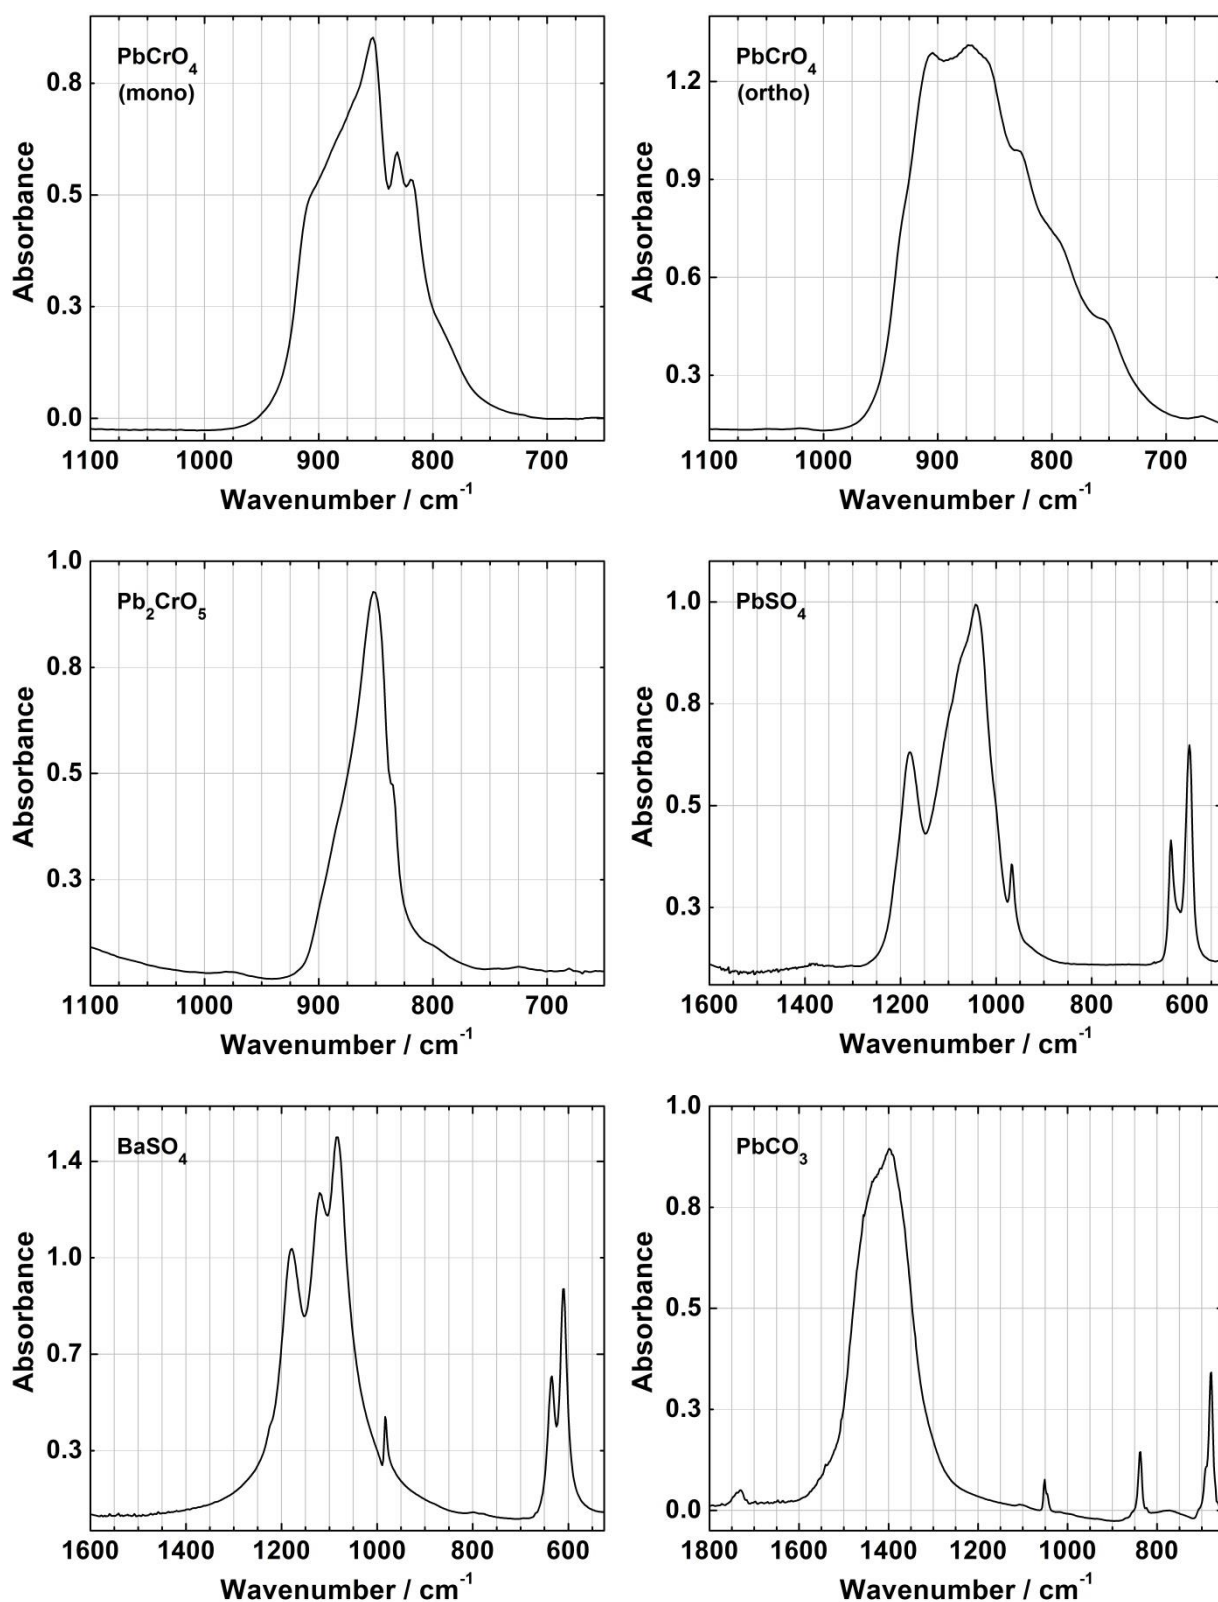 PbCrO4
(mono)
0.8
0.5
0.3
0.0
Absorbance
1100 1000 900 800 700
Wavenumber / cm-1
PbCrO4
(ortho)
1.2
0.9
0.6
0.3
Absorbance
1100 1000 900 800 700
Wavenumber / cm-1
Pb2CrO5
1.0
0.8
0.5
0.3
Absorbance
1100 1000 900 800 700
Wavenumber / cm-1
PbSO4
1.0
0.8
0.5
0.3
Absorbance
1600 1400 1200 1000 800 600
Wavenumber / cm-1
BaSO4
1.4
1.0
0.7
0.3
Absorbance
1600 1400 1200 1000 800 600
Wavenumber / cm-1
PbCO3
1.0
0.8
0.5
0.3
0.0
Absorbance
1800 1600 1400 1200 1000 800
Wavenumber / cm-1